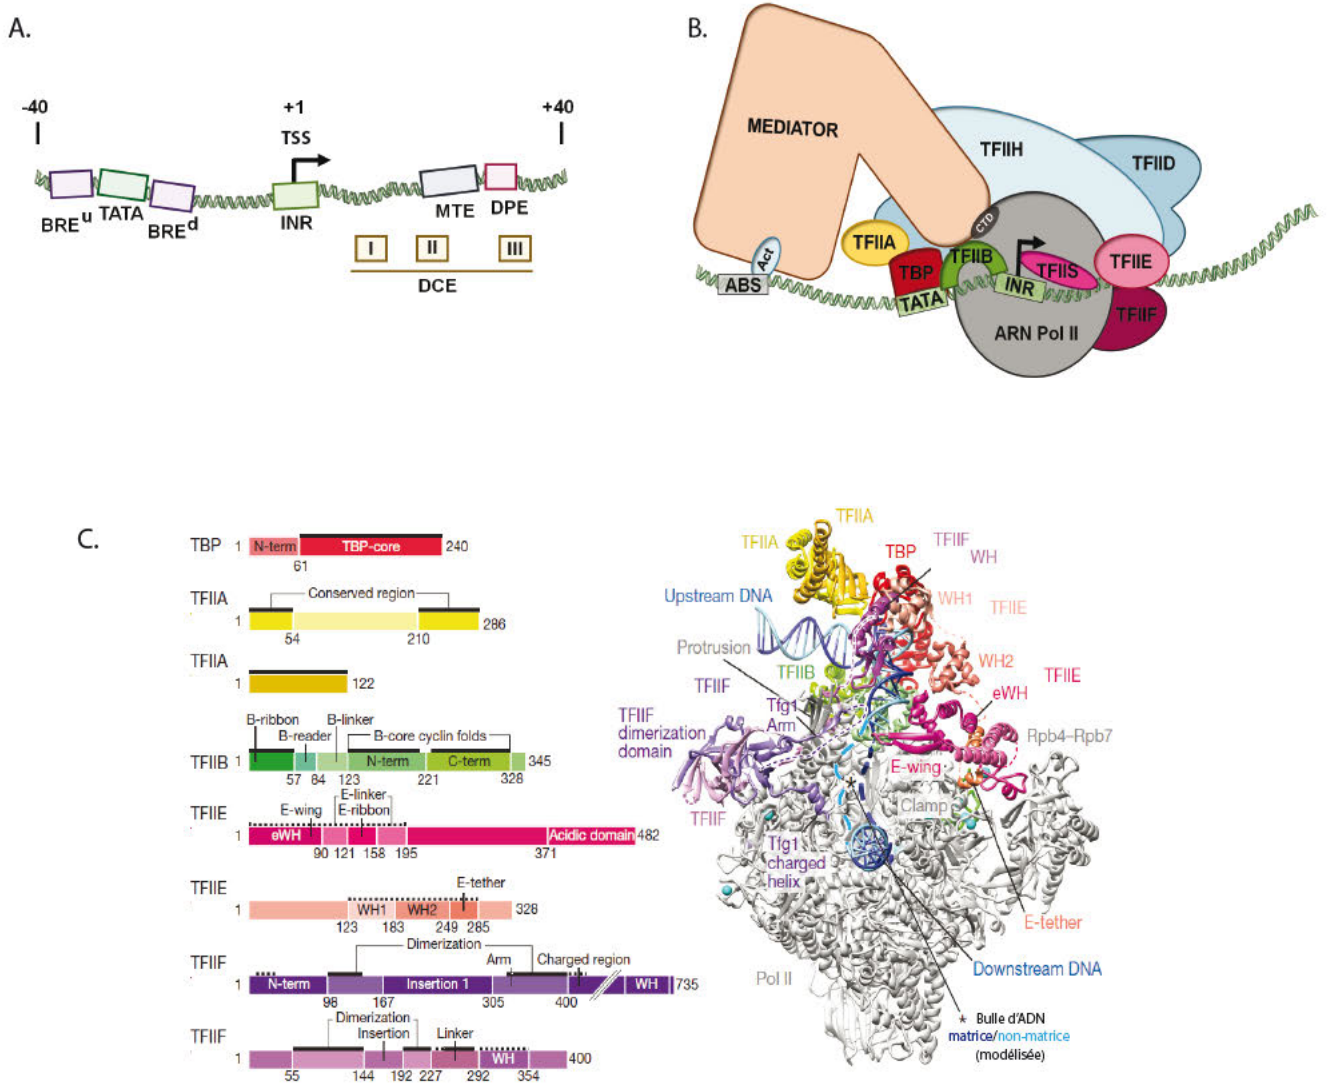 A.
-40
+1
+40
TSS
BREu
TATA
BREd
INR
MTE
DPE
I
II
III
DCE
B.
MEDIATOR
TFIIH
TFIID
CTD
TFIIA
TFIIB
TFIIS
TFIIE
Act
TBP
ABS
TATA
INR
TFIIF
ARN Pol II
C.
TBP
1
N-term
TBP-core
240
61
TFIIA
Conserved region
1
54
210
286
TFIIA
1
122
B-ribbon
B-linker
B-reader
B-core cyclin folds
TFIIB
1
N-term
C-term
345
57
84
123
221
328
E-linker
TFIIE
E-wing
E-ribbon
1
eWH
Acidic domain
482
90
121
158
195
371
TFIIE
E-tether
1
WH1
WH2
328
123
183
249
285
Dimerization
TFIIF
Arm
Charged region
1
N-term
Insertion 1
WH
735
98
167
305
400
TFIIF
Dimerization
Insertion
Linker
1
WH
400
55
144
192
227
292
354
TFIIA
TFIIA
TBP
TFIIF
WH
Upstream DNA
WH1
TFIIE
Protrusion
TFIIB
WH2
TFIIE
TFIIF
eWH
Tfg1
Arm
TFIIF
dimerization
domain
Rpb4–Rpb7
E-wing
*
Clamp
TFIIF
Tfg1
charged
helix
E-tether
Downstream DNA
Pol II
* Bulle d'ADN
matrice/non-matrice
(modélisée)